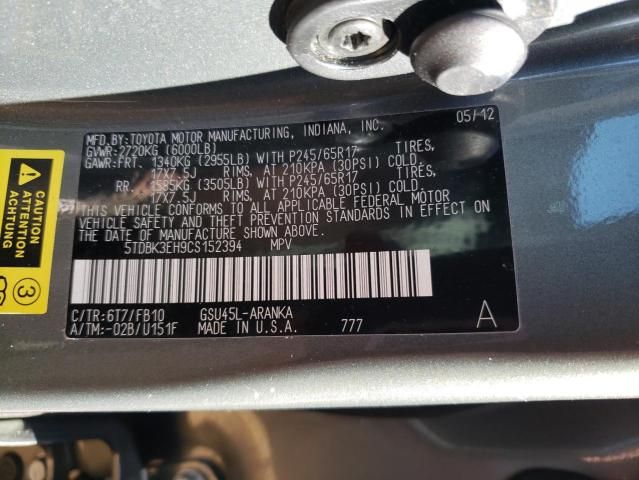 MFD.BY:TOYOTA MOTOR MANUFACTURING, INDIANA, INC. 05/12
GVWR:2720KG (6000LB)
GAWR:FRT. 1340KG (2955LB) WITH P245/65R17 TIRES,
17X7.5J RIMS, AT 210KPA (30PSI) COLD
RR. 1585KG (3505LB) WITH P245/65R17 TIRES,
17X7.5J RIMS, AT 210KPA (30PSI) COLD
THIS VEHICLE CONFORMS TO ALL APPLICABLE FEDERAL MOTOR
VEHICLE SAFETY AND THEFT PREVENTION STANDARDS IN EFFECT ON
THE DATE OF MANUFACTURE SHOWN ABOVE.
5TDBK3EH9CS152394 MPV
C/TR:6T7/FB10 GSU45L-ARANKA
A/TM:-02B/U151F MADE IN U.S.A. 777 A
CAUTION
ATTENTION
ACHTUNG
3